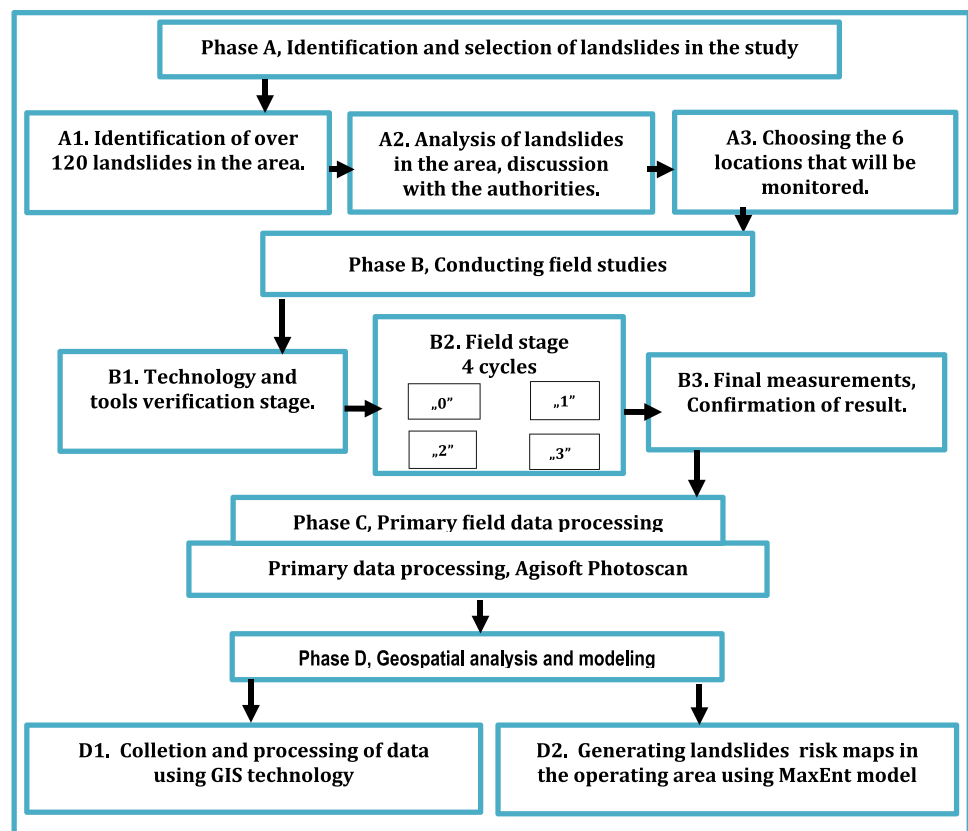 Phase A, Identification and selection of landslides in the study
A1. Identification of over
120 landslides in the area.
A2. Analysis of landslides
in the area, discussion
with the authorities.
A3. Choosing the 6
locations that will be
monitored.
Phase B, Conducting field studies
B1. Technology and
tools verification stage.
B2. Field stage
4 cycles
„0”
„1”
„2”
„3”
B3. Final measurements,
Confirmation of result.
Phase C, Primary field data processing
Primary data processing, Agisoft Photoscan
Phase D, Geospatial analysis and modeling
D1. Colletion and processing of data
using GIS technology
D2. Generating landslides risk maps in
the operating area using MaxEnt model